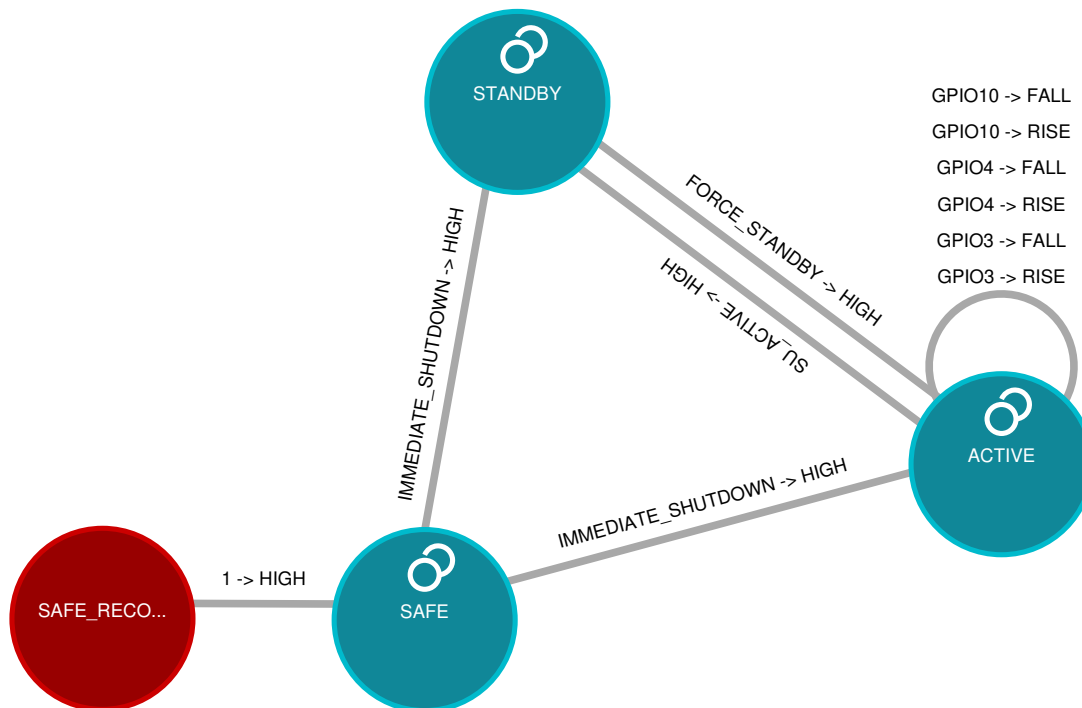 STANDBY
GPIO10 -> FALL
GPIO10 -> RISE
GPIO4 -> FALL
GPIO4 -> RISE
GPIO3 -> FALL
GPIO3 -> RISE
FORCE_STANDBY -> HIGH
SU_ACTIVE -> HIGH
IMMEDIATE_SHUTDOWN -> HIGH
ACTIVE
IMMEDIATE_SHUTDOWN -> HIGH
1 -> HIGH
SAFE_RECO...
SAFE